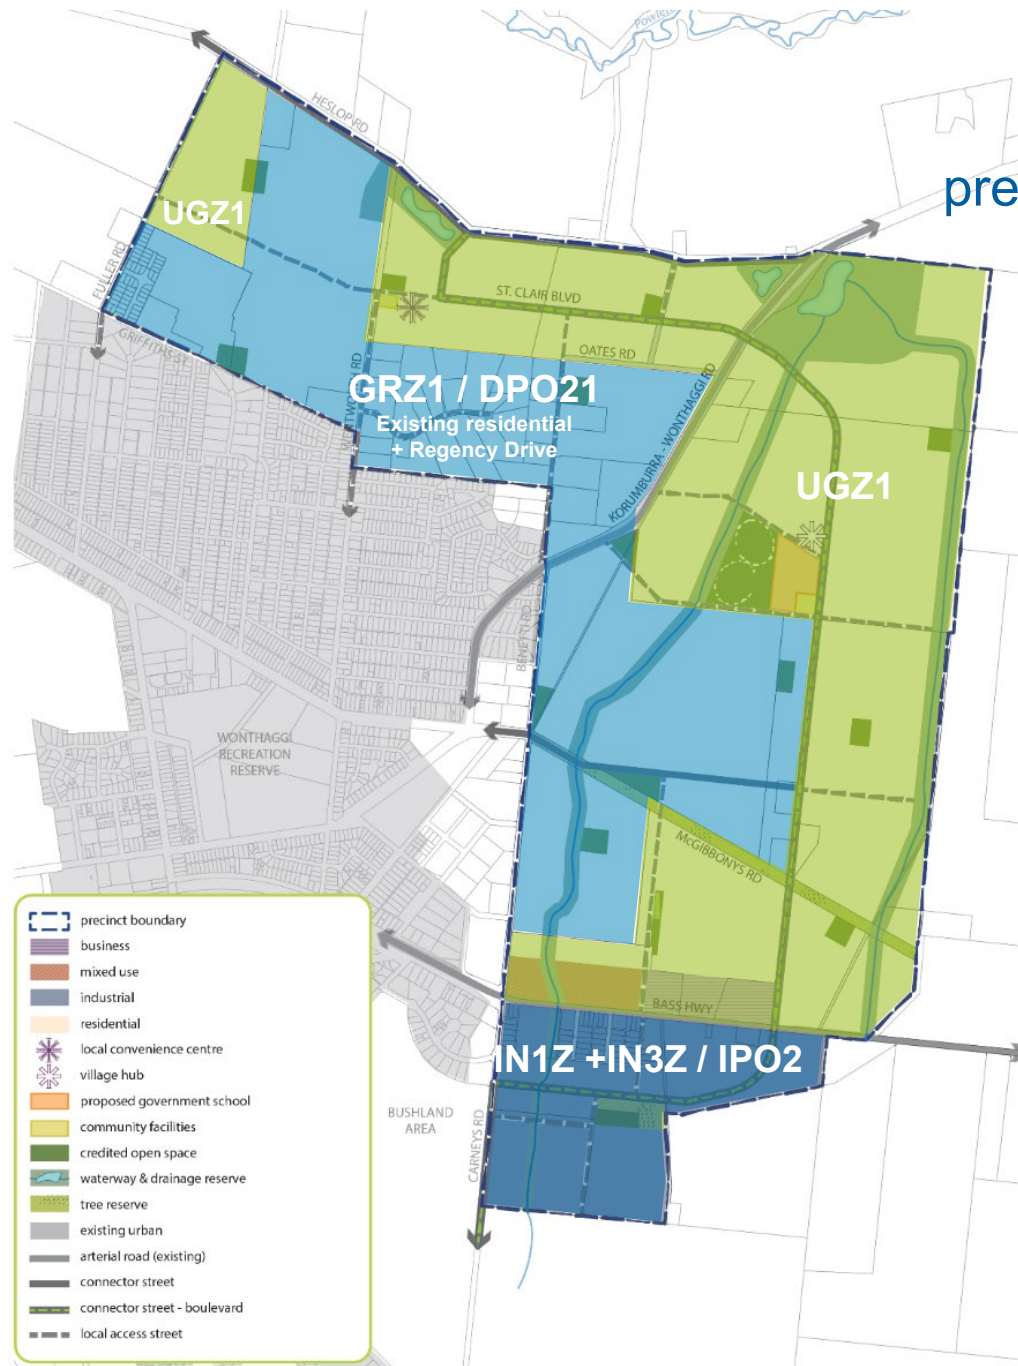 Powlett
HESLOP RD
pre
UGZ1
FULLER RD
ST. CLAIR BLVD
GRIFFITHS ST
OATES RD
GRZ1 / DPO21
Existing residential
+ Regency Drive
KORUMBURRA - WONTHAGGI RD
UGZ1
WONTHAGGI
RECREATION
RESERVE
McGIBBONYS RD
BASS HWY
IN1Z +IN3Z / IPO2
BUSHLAND
AREA
CARNEYS RD
precinct boundary
business
mixed use
industrial
residential
local convenience centre
village hub
proposed government school
community facilities
credited open space
waterway & drainage reserve
tree reserve
existing urban
arterial road (existing)
connector street
connector street - boulevard
local access street